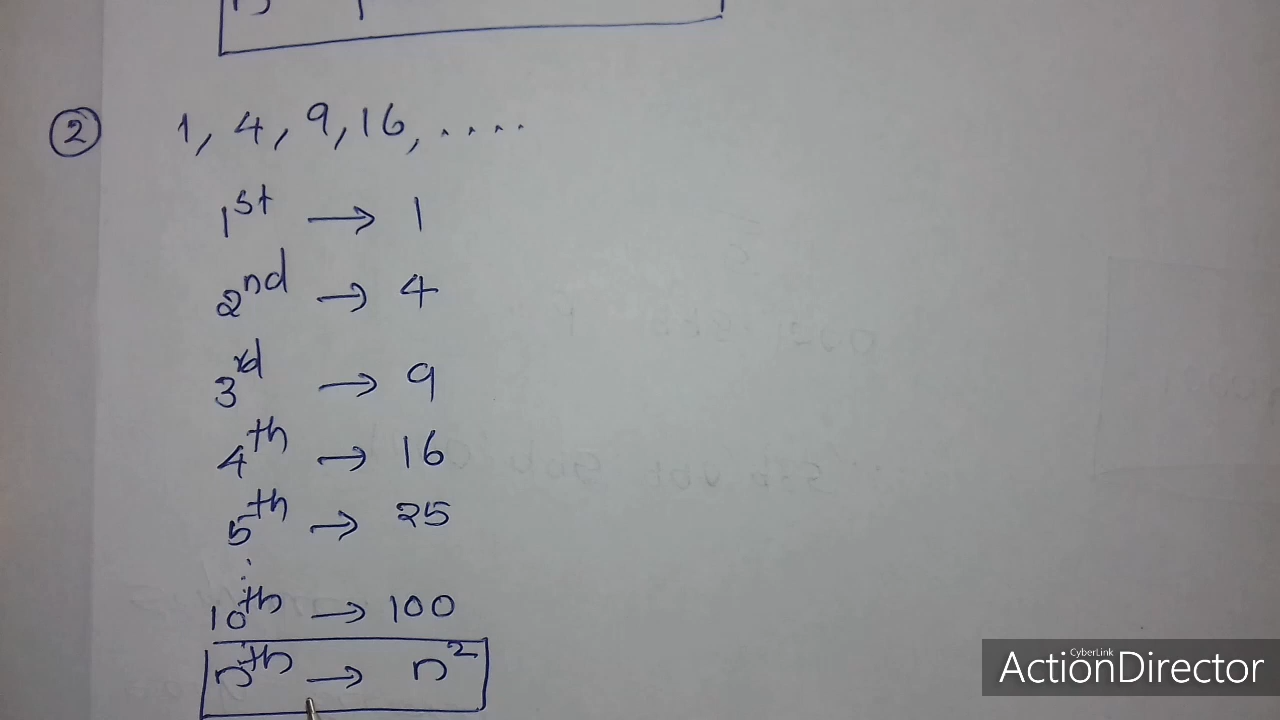 ② 1, 4, 9, 16, ....
1st → 1
2nd → 4
3rd → 9
4th → 16
5th → 25
:
10th → 100
nth → n²
CyberLink
ActionDirector